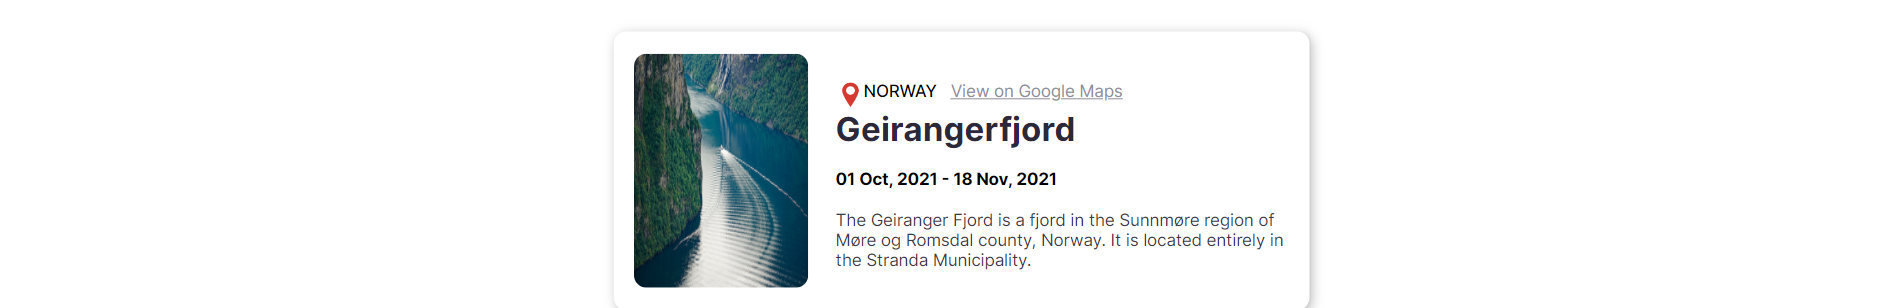 NORWAY View on Google Maps
Geirangerfjord
01 Oct, 2021 - 18 Nov, 2021
The Geiranger Fjord is a fjord in the Sunnmøre region of
Møre og Romsdal county, Norway. It is located entirely in
the Stranda Municipality.